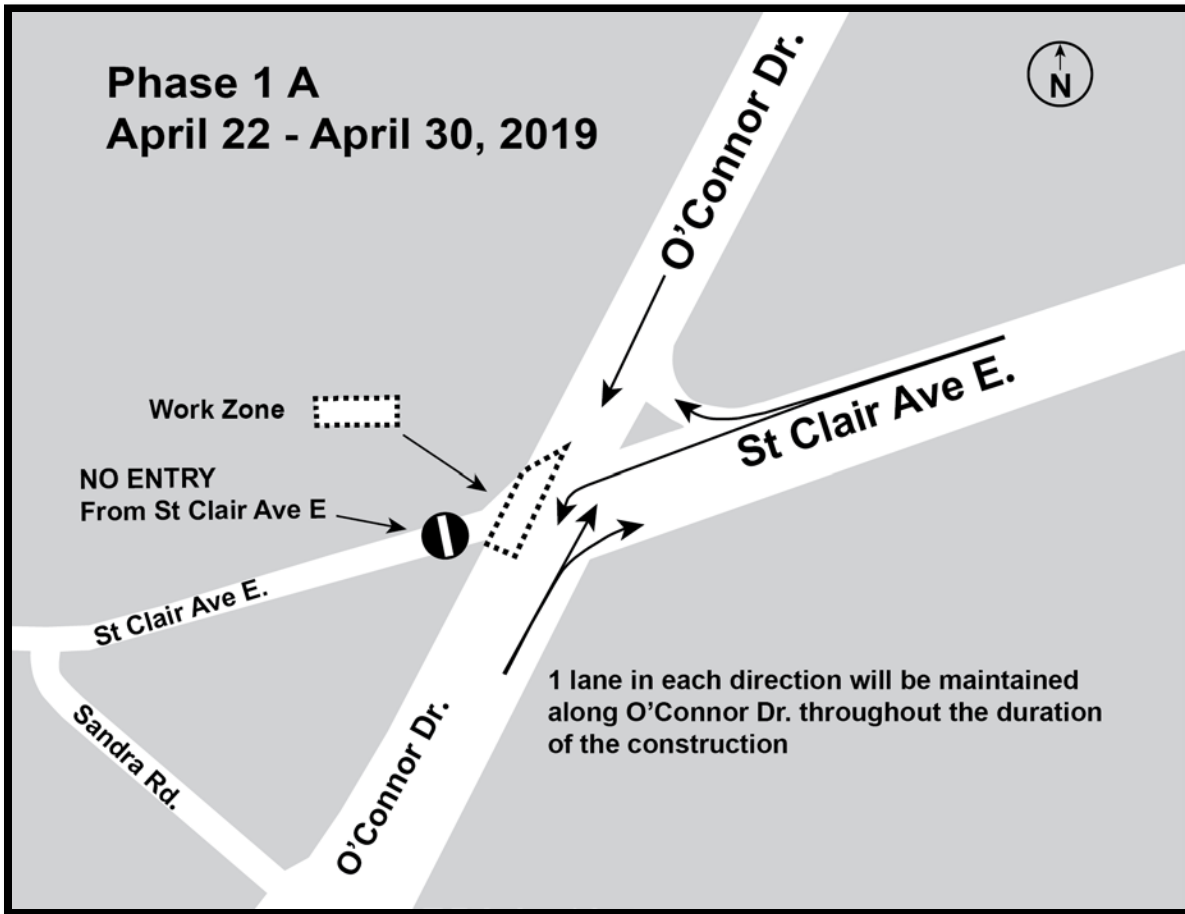 Phase 1 A
April 22 - April 30, 2019
N
O'Connor Dr.
St Clair Ave E.
Work Zone
NO ENTRY
From St Clair Ave E
St Clair Ave E.
Sandra Rd.
O'Connor Dr.
1 lane in each direction will be maintained
along O'Connor Dr. throughout the duration
of the construction